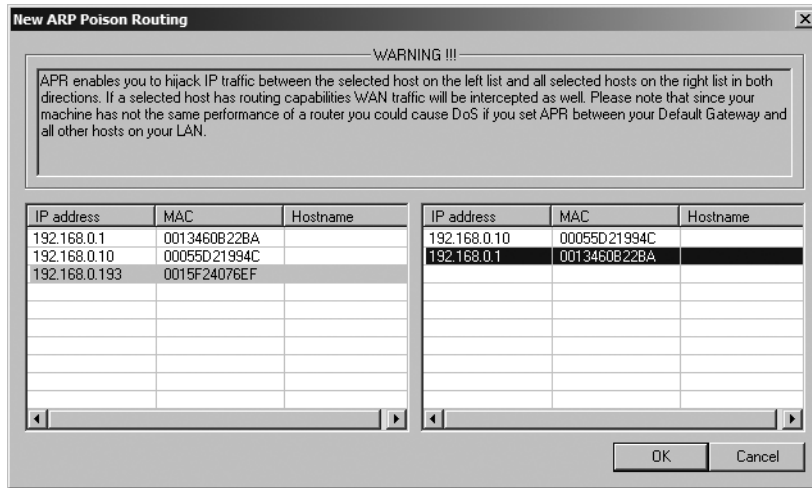 New ARP Poison Routing
WARNING !!!
APR enables you to hijack IP traffic between the selected host on the left list and all selected hosts on the right list in both
directions. If a selected host has routing capabilities WAN traffic will be intercepted as well. Please note that since your
machine has not the same performance of a router you could cause DoS if you set APR between your Default Gateway and
all other hosts on your LAN.
IP address MAC Hostname
192.168.0.1 0013460B22BA
192.168.0.10 00055D21994C
192.168.0.193 0015F24076EF
IP address MAC Hostname
192.168.0.10 00055D21994C
192.168.0.1 0013460B22BA
OK Cancel